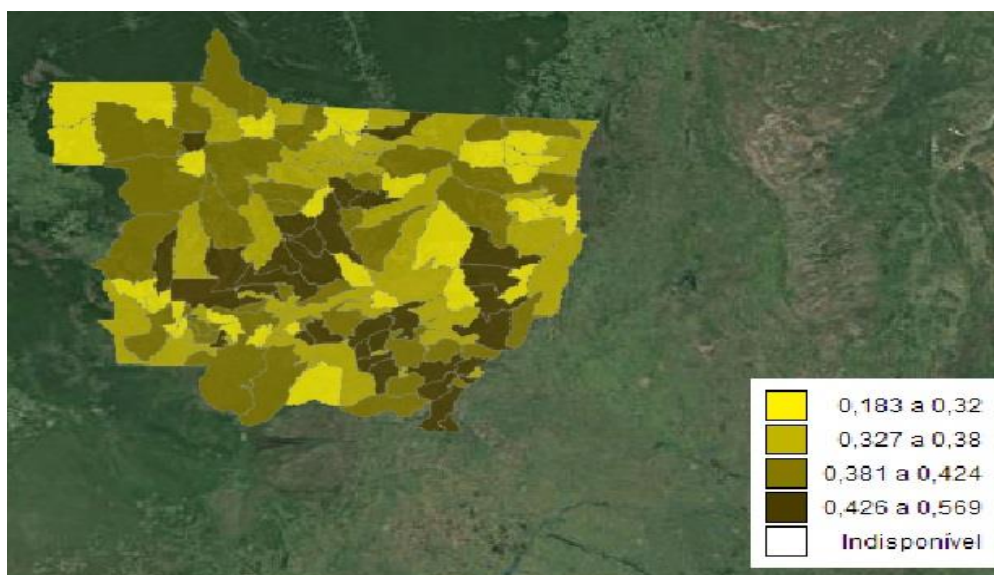 0,183 a 0,32
0,327 a 0,38
0,381 a 0,424
0,426 a 0,569
Indisponível